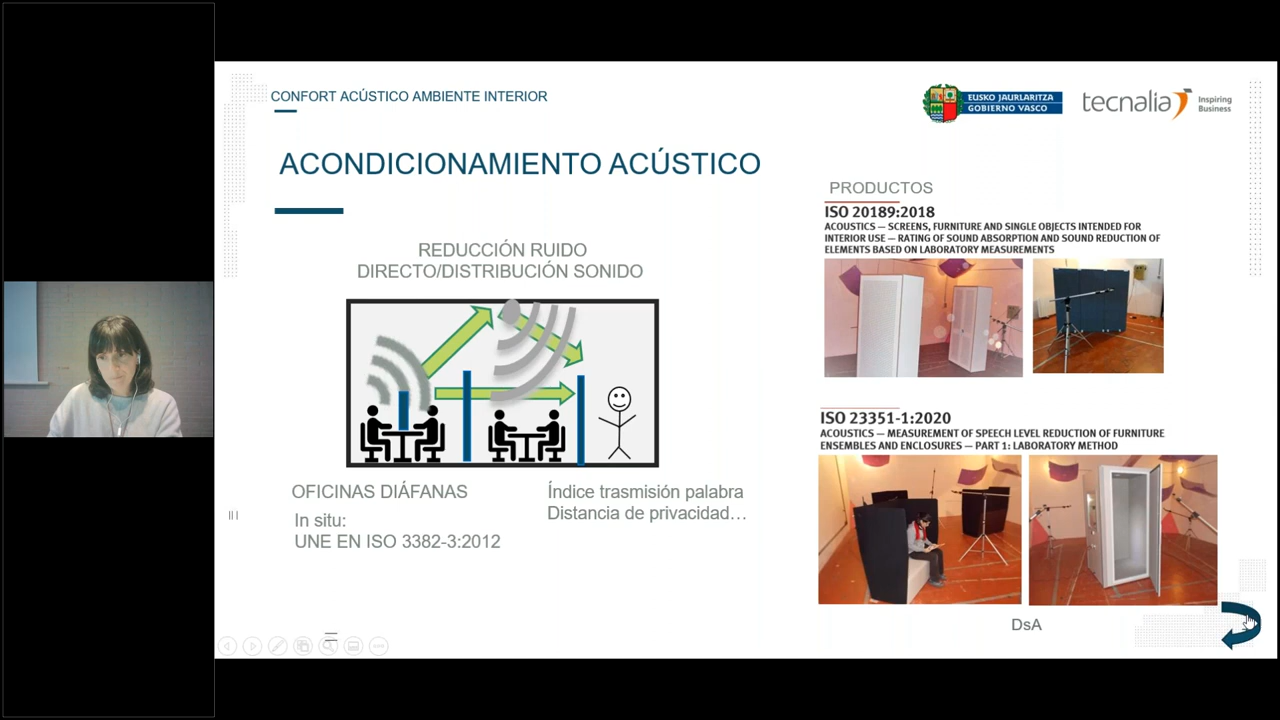 CONFORT ACÚSTICO AMBIENTE INTERIOR
EUSKO JAURLARITZA
GOBIERNO VASCO
tecnalia
Inspiring
Business
ACONDICIONAMIENTO ACÚSTICO
REDUCCIÓN RUIDO
DIRECTO/DISTRIBUCIÓN SONIDO
OFICINAS DIÁFANAS
In situ:
UNE EN ISO 3382-3:2012
Índice trasmisión palabra
Distancia de privacidad…
PRODUCTOS
ISO 20189:2018
ACOUSTICS — SCREENS, FURNITURE AND SINGLE OBJECTS INTENDED FOR
INTERIOR USE — RATING OF SOUND ABSORPTION AND SOUND REDUCTION OF
ELEMENTS BASED ON LABORATORY MEASUREMENTS
ISO 23351-1:2020
ACOUSTICS — MEASUREMENT OF SPEECH LEVEL REDUCTION OF FURNITURE
ENSEMBLES AND ENCLOSURES — PART 1: LABORATORY METHOD
DsA